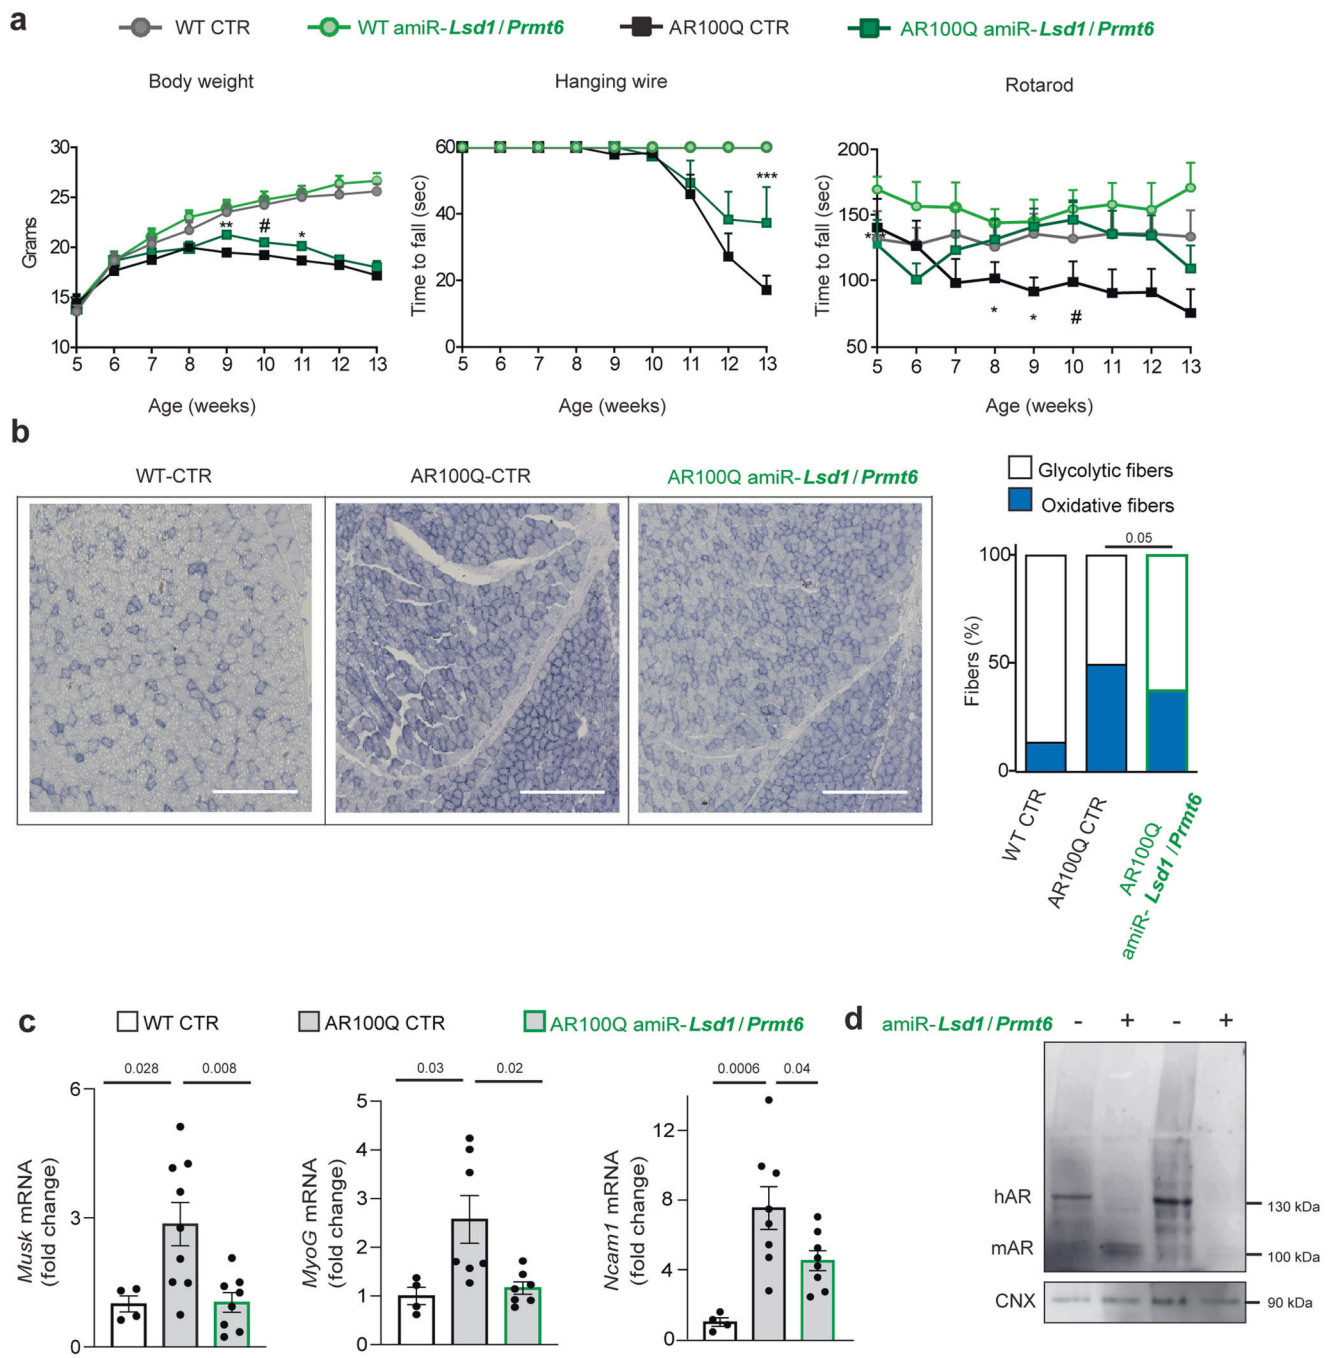 a
WT CTR
WT amiR-Lsd1/Prmt6
AR100Q CTR
AR100Q amiR-Lsd1/Prmt6
Body weight
Grams
30
25
20
15
10
**
#
*
5 6 7 8 9 10 11 12 13
Age (weeks)
Hanging wire
Time to fall (sec)
60
40
20
0
***
5 6 7 8 9 10 11 12 13
Age (weeks)
Rotarod
Time to fall (sec)
200
150
100
50
*
*
#
5 6 7 8 9 10 11 12 13
Age (weeks)
b
WT-CTR
AR100Q-CTR
AR100Q amiR-Lsd1/Prmt6
Glycolytic fibers
Oxidative fibers
0.05
Fibers (%)
100
50
0
WT CTR
AR100Q CTR
AR100Q
amiR- Lsd1 /Prmt6
c
WT CTR
AR100Q CTR
AR100Q amiR-Lsd1/Prmt6
0.028
0.008
Musk mRNA
(fold change)
6
3
0
0.03
0.02
MyoG mRNA
(fold change)
5
4
3
2
1
0
0.0006
0.04
Ncam1 mRNA
(fold change)
12
8
4
0
d
amiR-Lsd1/Prmt6 - + - +
hAR
mAR
130 kDa
100 kDa
CNX
90 kDa